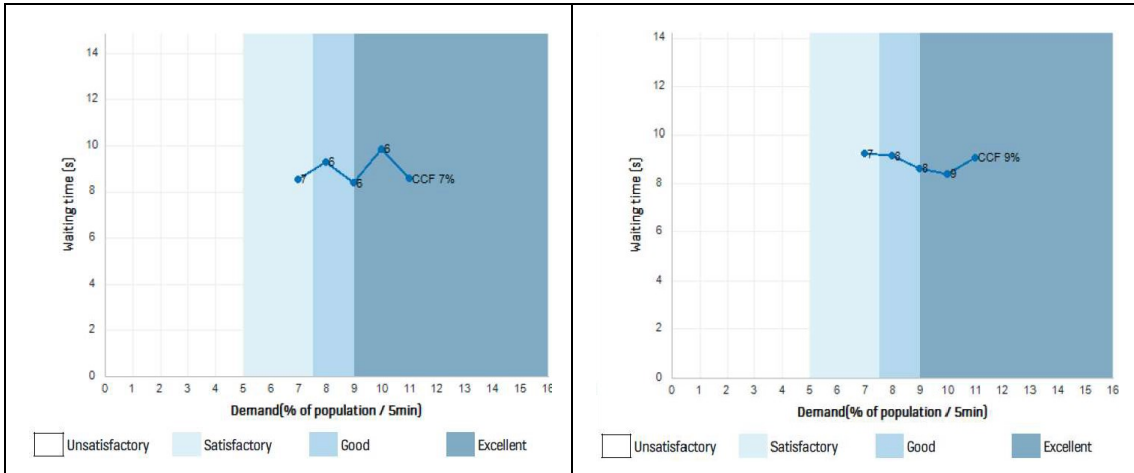 14
12
10
8
6
4
2
0
Waiting time (s)
7
6
6
6
CCF 7%
0 1 2 3 4 5 6 7 8 9 10 11 12 13 14 15 16
Demand(% of population / 5min)
Unsatisfactory Satisfactory Good Excellent
14
12
10
8
6
4
2
0
Waiting time (s)
7
8
9
CCF 9%
0 1 2 3 4 5 6 7 8 9 10 11 12 13 14 15 16
Demand(% of population / 5min)
Unsatisfactory Satisfactory Good Excellent